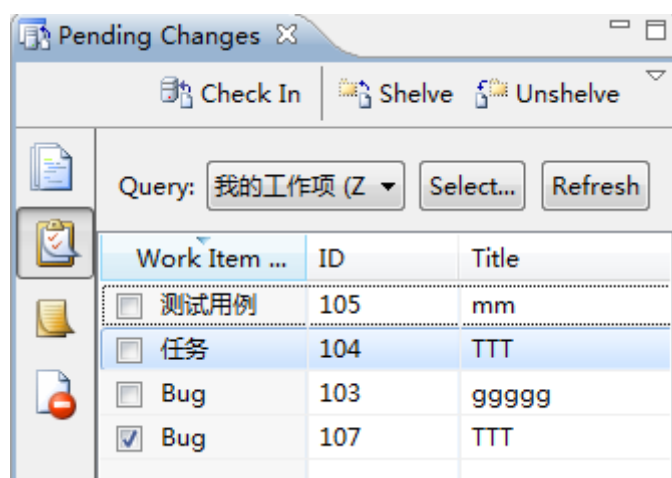 Pending Changes
Check In Shelve Unshelve
Query: 我的工作项 (Z Select... Refresh
Work Item ... ID Title
测试用例 105 mm
任务 104 TTT
Bug 103 ggggg
Bug 107 TTT